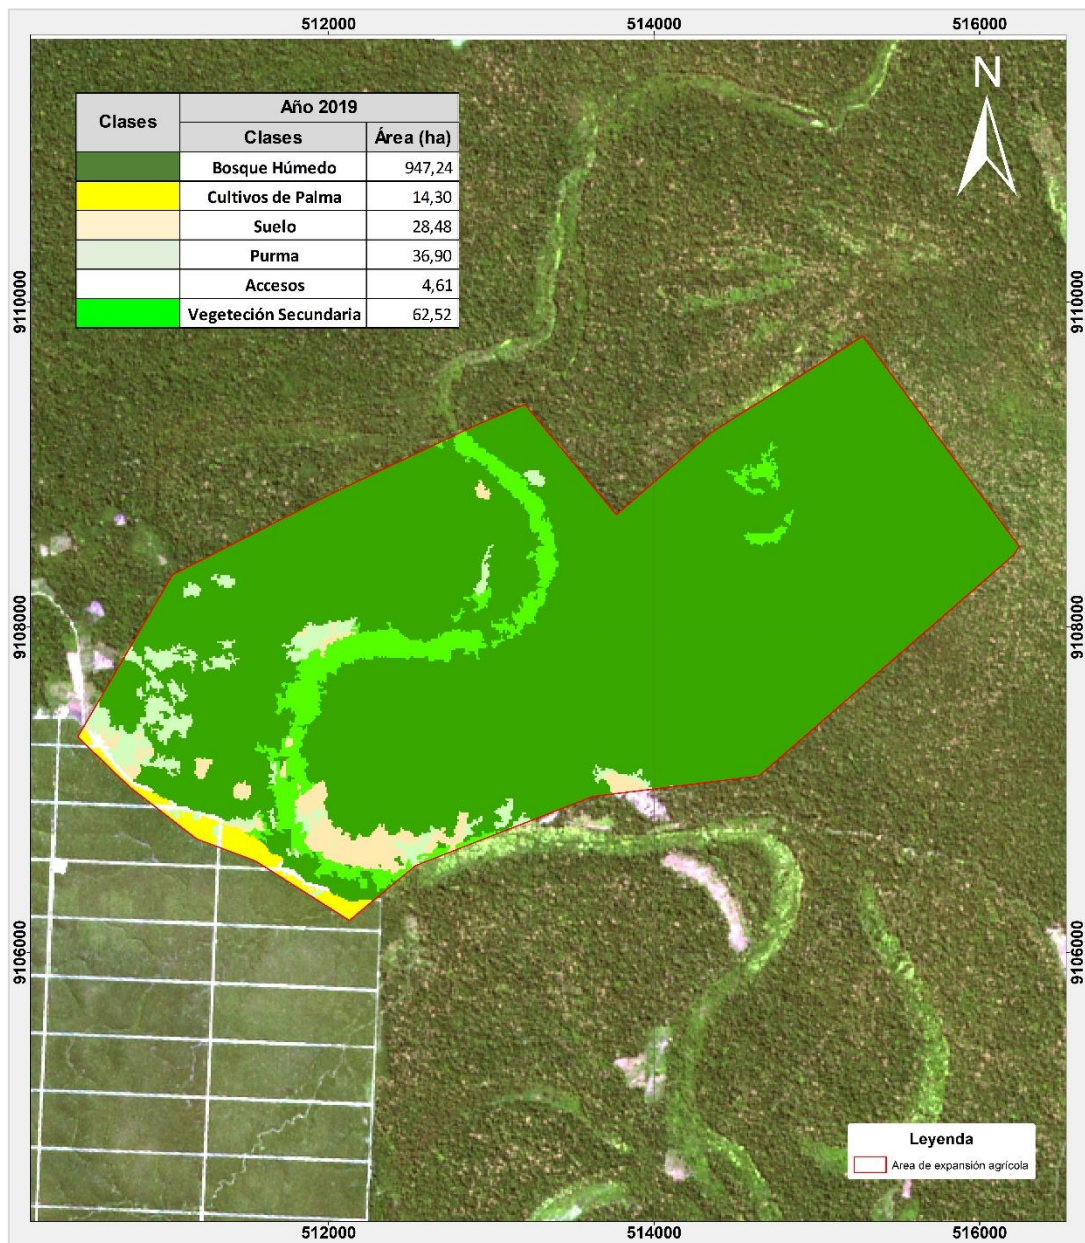 512000 514000 516000
N
Clases Año 2019
Clases Área (ha)
Bosque Húmedo 947,24
Cultivos de Palma 14,30
Suelo 28,48
Purma 36,90
Accesos 4,61
Vegeteción Secundaria 62,52
9110000 9110000
9108000 9108000
9106000 9106000
Leyenda
Area de expansión agrícola
512000 514000 516000